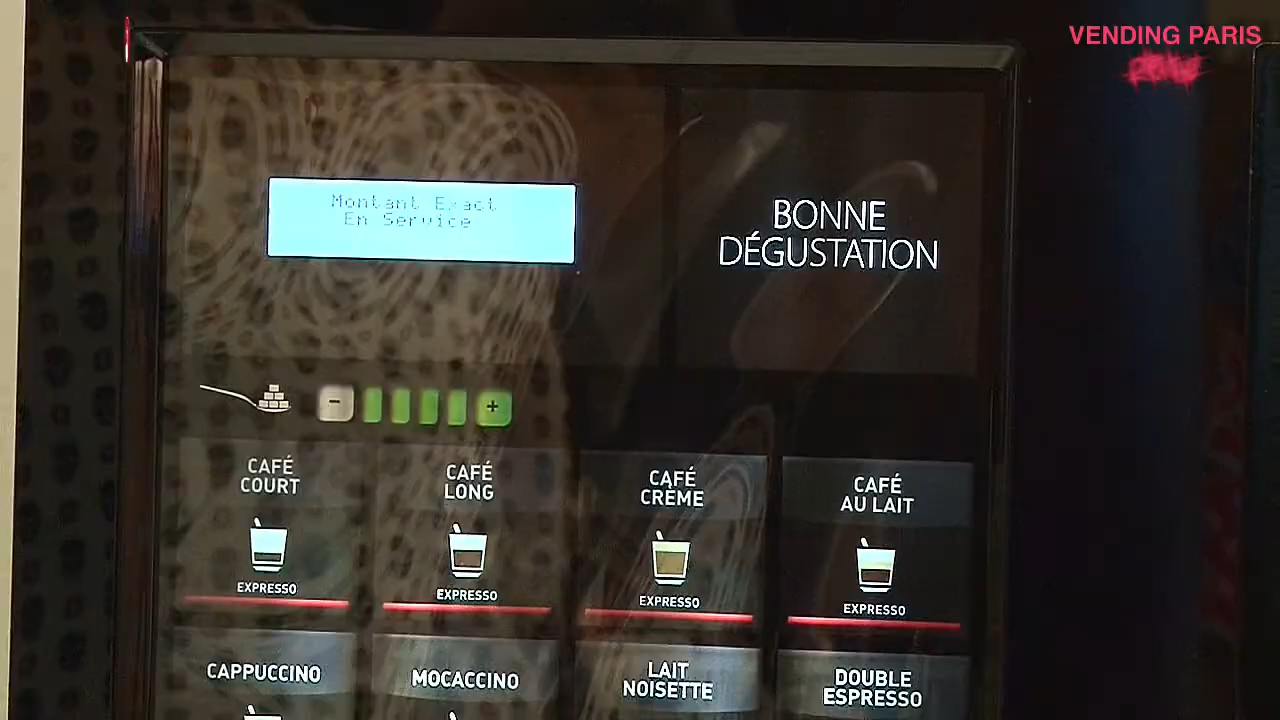 VENDING PARIS
Montant Exact
En Service
BONNE
DÉGUSTATION
-
+
CAFÉ
COURT
EXPRESSO
CAFÉ
LONG
EXPRESSO
CAFÉ
CRÈME
EXPRESSO
CAFÉ
AU LAIT
EXPRESSO
CAPPUCCINO
MOCACCINO
LAIT
NOISETTE
DOUBLE
ESPRESSO